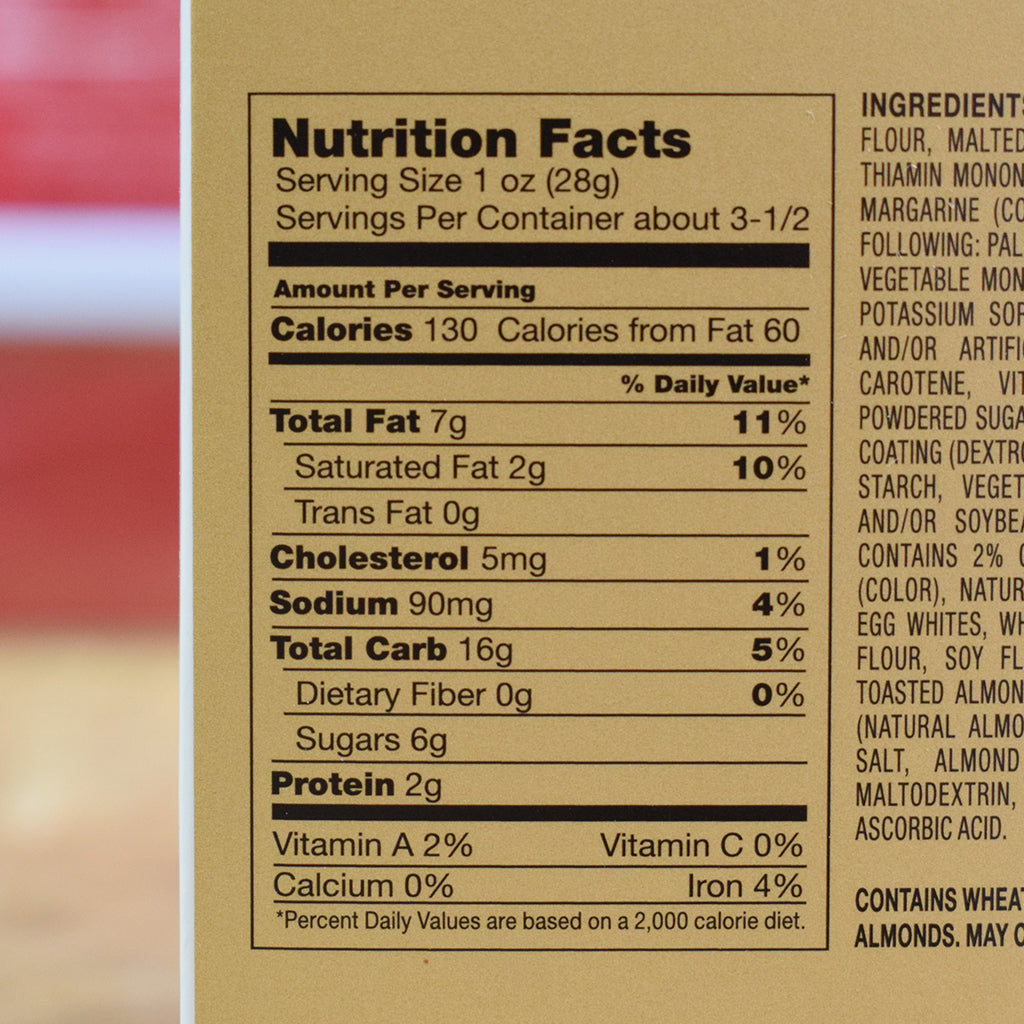 Nutrition Facts
Serving Size 1 oz (28g)
Servings Per Container about 3-1/2
Amount Per Serving
Calories 130 Calories from Fat 60
% Daily Value*
Total Fat 7g 11%
Saturated Fat 2g 10%
Trans Fat 0g
Cholesterol 5mg 1%
Sodium 90mg 4%
Total Carb 16g 5%
Dietary Fiber 0g 0%
Sugars 6g
Protein 2g
Vitamin A 2% Vitamin C 0%
Calcium 0% Iron 4%
*Percent Daily Values are based on a 2,000 calorie diet.
INGREDIENTS
FLOUR, MALTED
THIAMIN
MARGARINE
FOLLOWING:
VEGETABLE
POTASSIUM
AND/OR
CAROTENE,
POWDERED
COATING
STARCH,
AND/OR
CONTAINS 2%
(COLOR),
EGG WHITES,
FLOUR, SOY
TOASTED
(NATURAL
SALT, ALMOND
MALTODEXTRIN,
ASCORBIC ACID.
CONTAINS WHEAT
ALMONDS. MAY